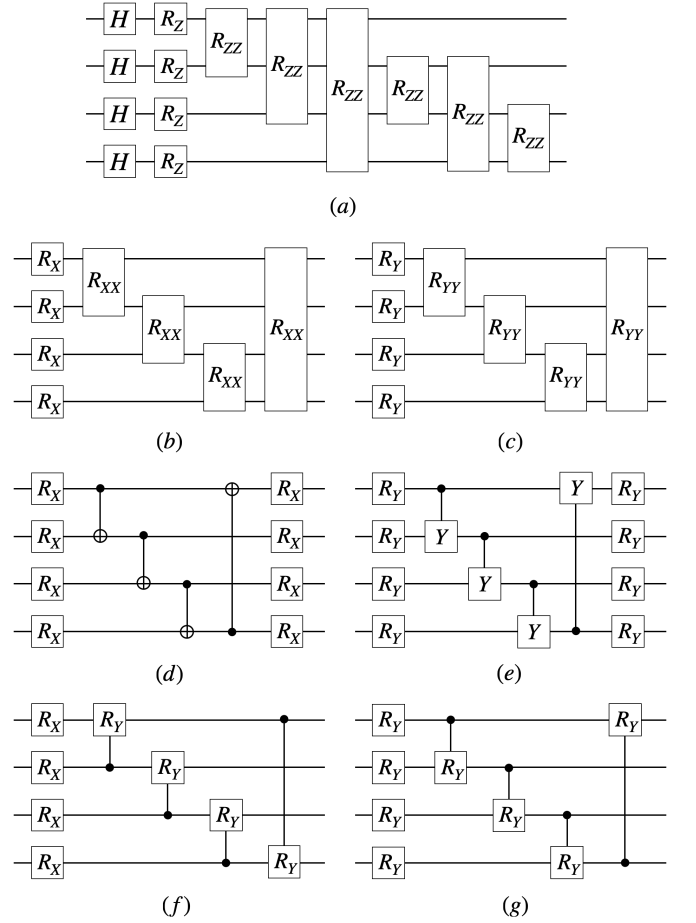 H R_Z R_ZZ R_ZZ R_ZZ
H R_Z R_ZZ R_ZZ
H R_Z R_ZZ
H R_Z
(a)
R_X R_XX R_XX R_Y R_YY R_YY
R_X R_XX R_Y R_YY
R_X R_XX R_Y R_YY
R_X R_Y
(b) (c)
R_X R_X R_Y Y R_Y
R_X R_X R_Y Y R_Y
R_X R_X R_Y Y R_Y
R_X R_X R_Y Y R_Y
(d) (e)
R_X R_Y R_Y R_Y
R_X R_Y R_Y R_Y
R_X R_Y R_Y R_Y
R_X R_Y R_Y R_Y
(f) (g)